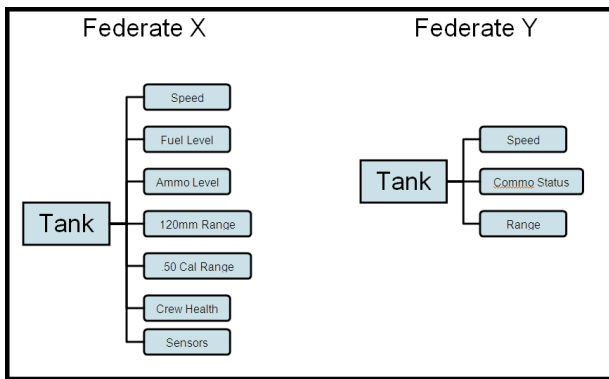 Federate X
Federate Y
Tank
Speed
Fuel Level
Ammo Level
120mm Range
.50 Cal Range
Crew Health
Sensors
Tank
Speed
Commo Status
Range